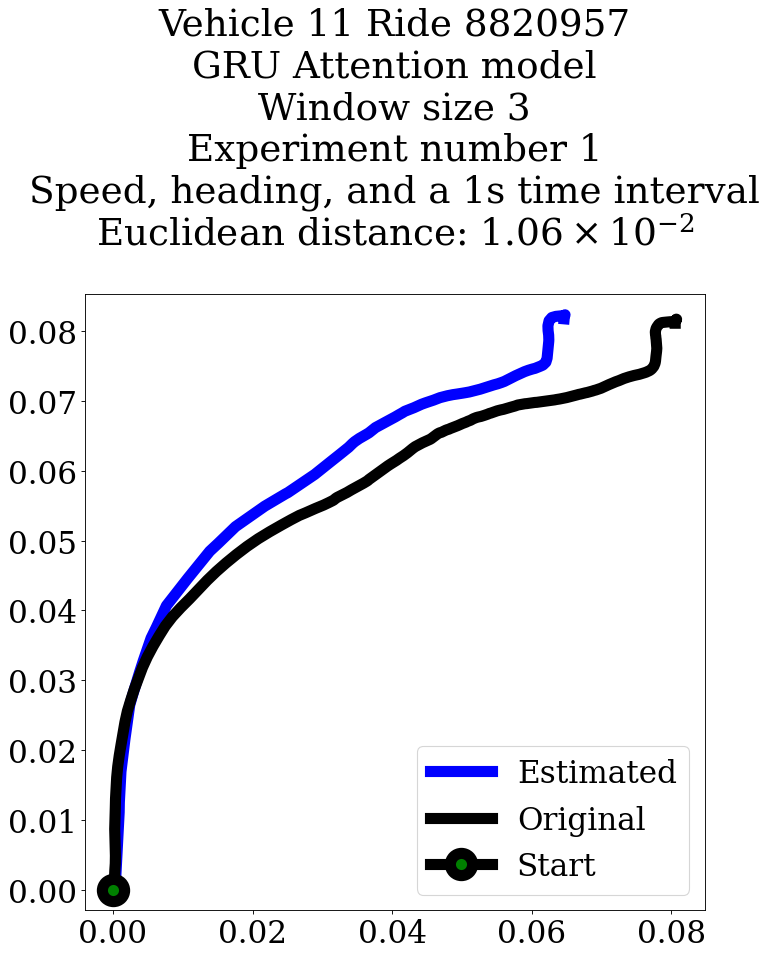 Vehicle 11 Ride 8820957
GRU Attention model
Window size 3
Experiment number 1
Speed, heading, and a 1s time interval
Euclidean distance: 1.06 × 10⁻²
0.08
0.07
0.06
0.05
0.04
0.03
0.02
0.01
0.00
Estimated
Original
Start
0.00 0.02 0.04 0.06 0.08